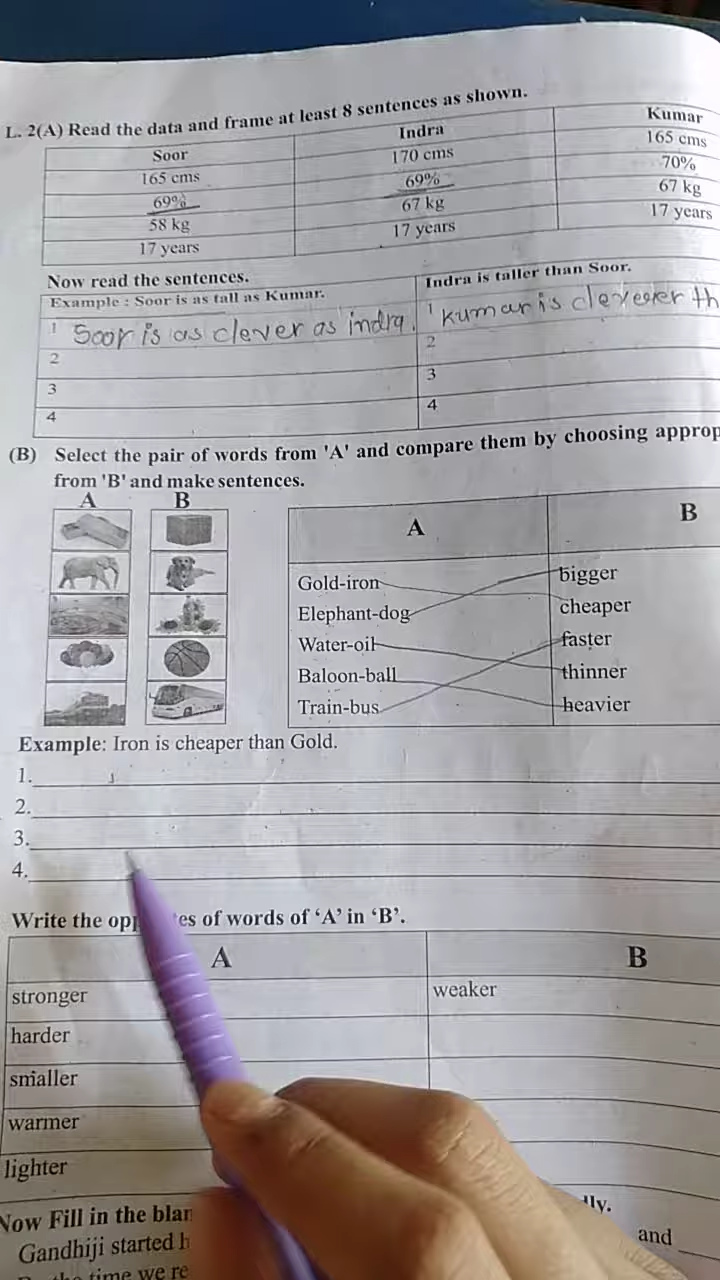 L. 2(A) Read the data and frame at least 8 sentences as shown.
Soor Indra Kumar
165 cms 170 cms 165 cms
69% 69% 70%
58 kg 67 kg 67 kg
17 years 17 years 17 years
Now read the sentences.
Example : Soor is as tall as Kumar. Indra is taller than Soor.
1 Soor is as clever as indra. 1 Kumar is cleverer th
2 2
3 3
4 4
(B) Select the pair of words from 'A' and compare them by choosing approp
from 'B' and make sentences.
A B
A B
Gold-iron bigger
Elephant-dog cheaper
Water-oil faster
Baloon-ball thinner
Train-bus heavier
Example: Iron is cheaper than Gold.
1.
2.
3.
4.
Write the opp es of words of 'A' in 'B'.
A B
stronger weaker
harder
smaller
warmer
lighter
Now Fill in the blan lly.
Gandhiji started h and
time we re